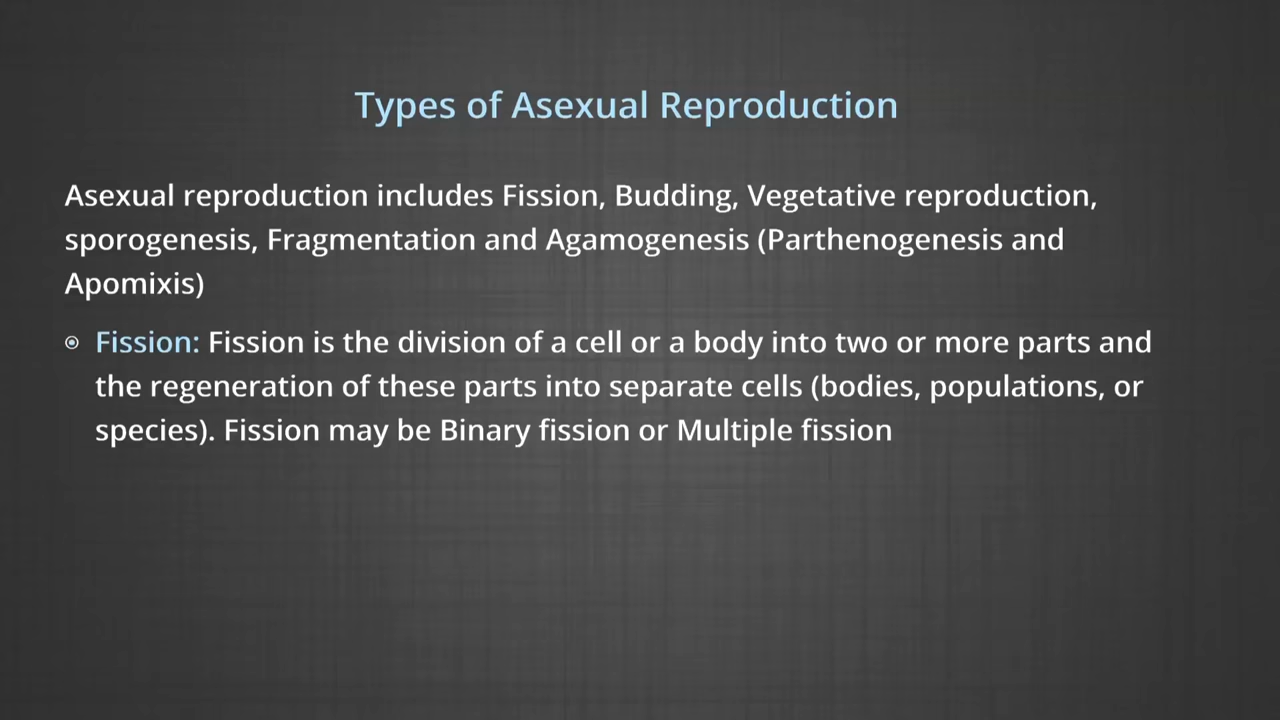 Types of Asexual Reproduction
Asexual reproduction includes Fission, Budding, Vegetative reproduction,
sporogenesis, Fragmentation and Agamogenesis (Parthenogenesis and
Apomixis)
Fission: Fission is the division of a cell or a body into two or more parts and
the regeneration of these parts into separate cells (bodies, populations, or
species). Fission may be Binary fission or Multiple fission